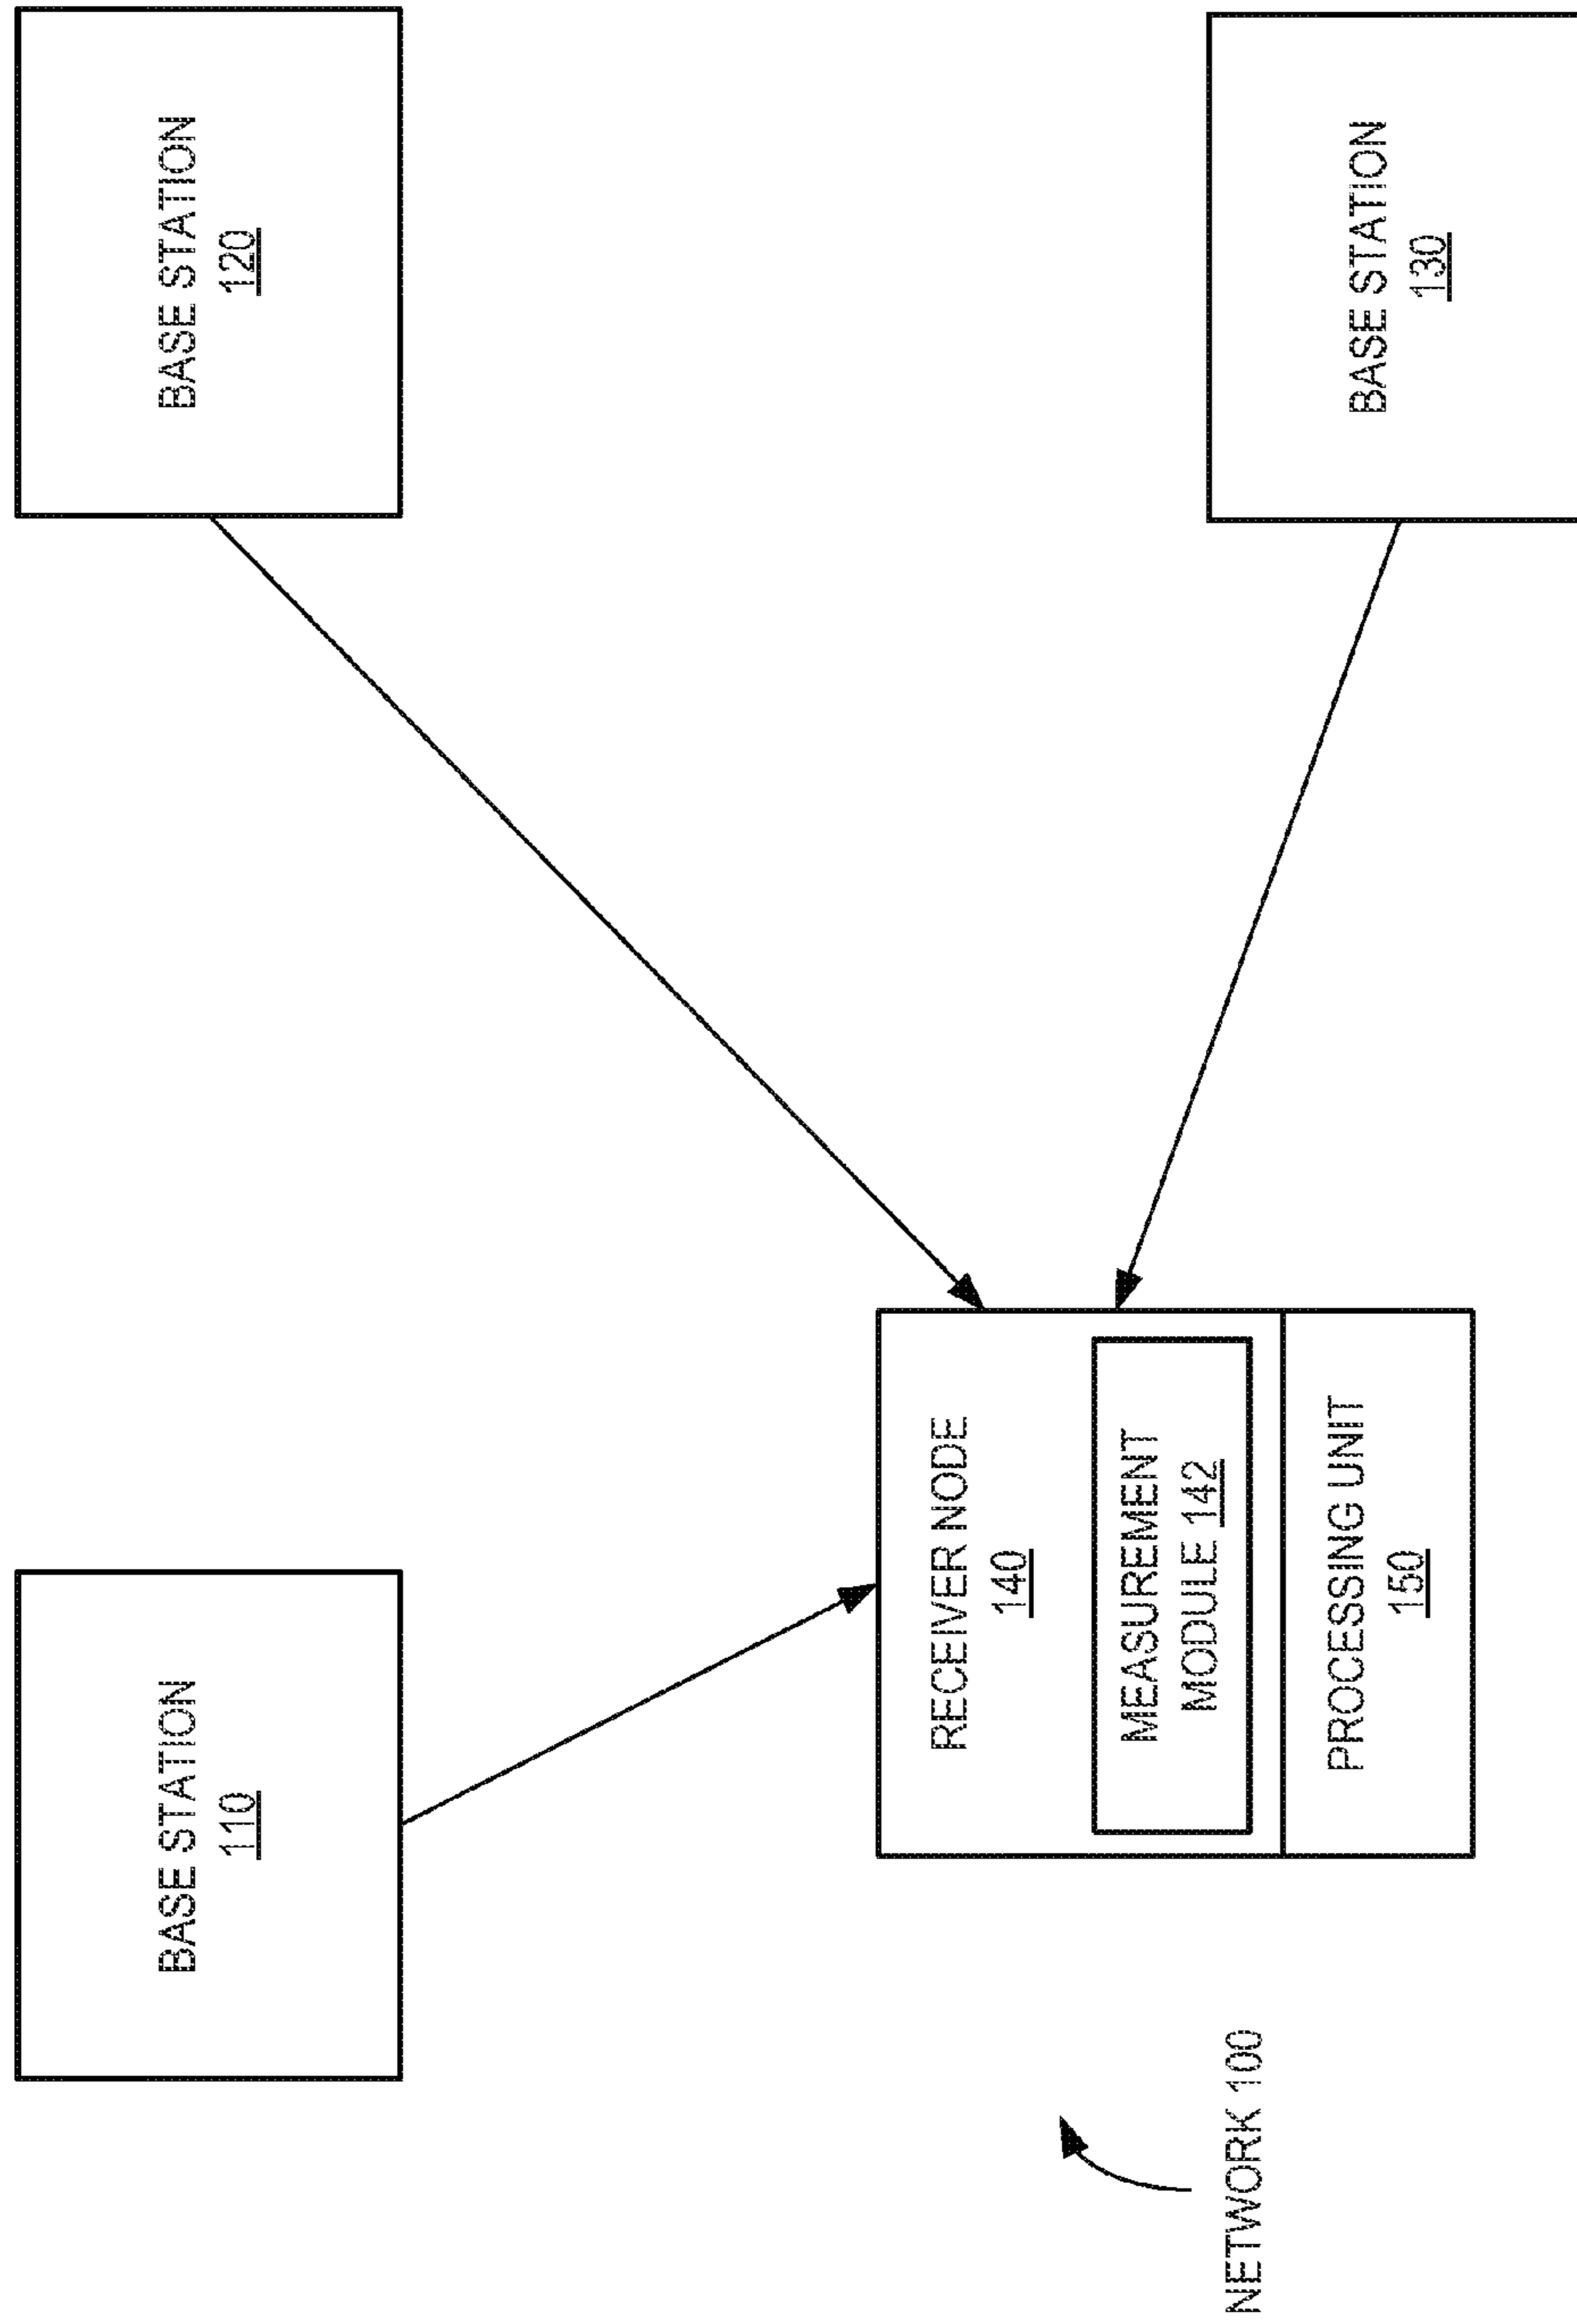 BASE STATION
110
BASE STATION
120
RECEIVER NODE
140
MEASUREMENT
MODULE 142
PROCESSING UNIT
150
BASE STATION
130
NETWORK 100